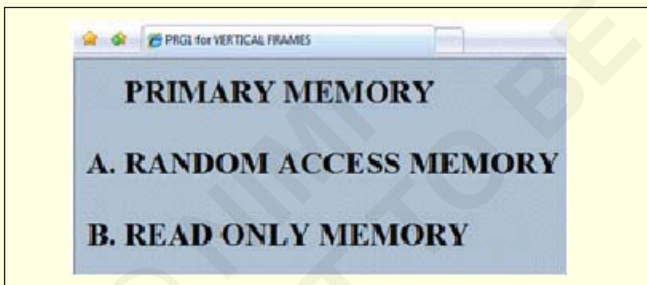 PRG1 for VERTICAL FRAMES
PRIMARY MEMORY
A. RANDOM ACCESS MEMORY
B. READ ONLY MEMORY